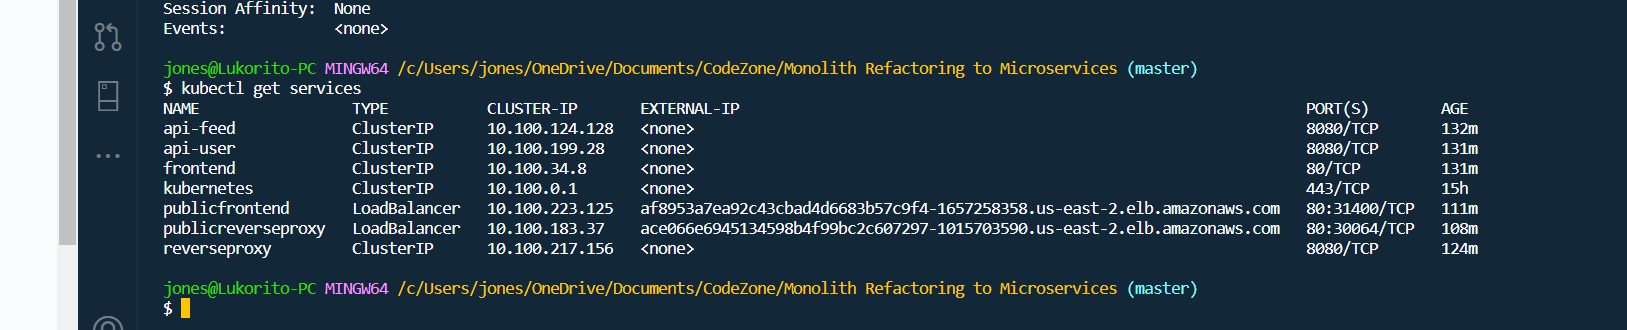 Session Affinity:  None
Events:            <none>
jones@Lukorito-PC MINGW64 /c/Users/jones/OneDrive/Documents/CodeZone/Monolith Refactoring to Microservices (master)
$ kubectl get services
NAME                 TYPE           CLUSTER-IP       EXTERNAL-IP                                                               PORT(S)        AGE
api-feed             ClusterIP      10.100.124.128   <none>                                                                    8080/TCP       132m
api-user             ClusterIP      10.100.199.28    <none>                                                                    8080/TCP       131m
frontend             ClusterIP      10.100.34.8      <none>                                                                    80/TCP         131m
kubernetes           ClusterIP      10.100.0.1       <none>                                                                    443/TCP        15h
publicfrontend       LoadBalancer   10.100.223.125   af8953a7ea92c43cbad4d6683b57c9f4-1657258358.us-east-2.elb.amazonaws.com   80:31400/TCP   111m
publicreverseproxy   LoadBalancer   10.100.183.37    ace066e6945134598b4f99bc2c607297-1015703590.us-east-2.elb.amazonaws.com   80:30064/TCP   108m
reverseproxy         ClusterIP      10.100.217.156   <none>                                                                    8080/TCP       124m
jones@Lukorito-PC MINGW64 /c/Users/jones/OneDrive/Documents/CodeZone/Monolith Refactoring to Microservices (master)
$